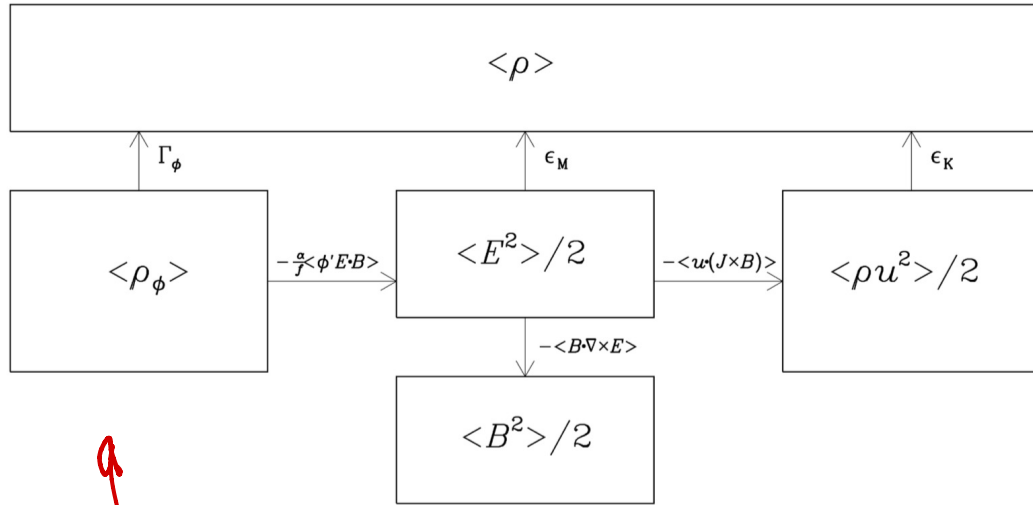 <ρ>
Γ_ϕ
ϵ_M
ϵ_K
<ρ_ϕ>
-α/f<ϕ'E·B>
<E²>/2
-<u·(J×B)>
<ρu²>/2
-<B·∇×E>
<B²>/2